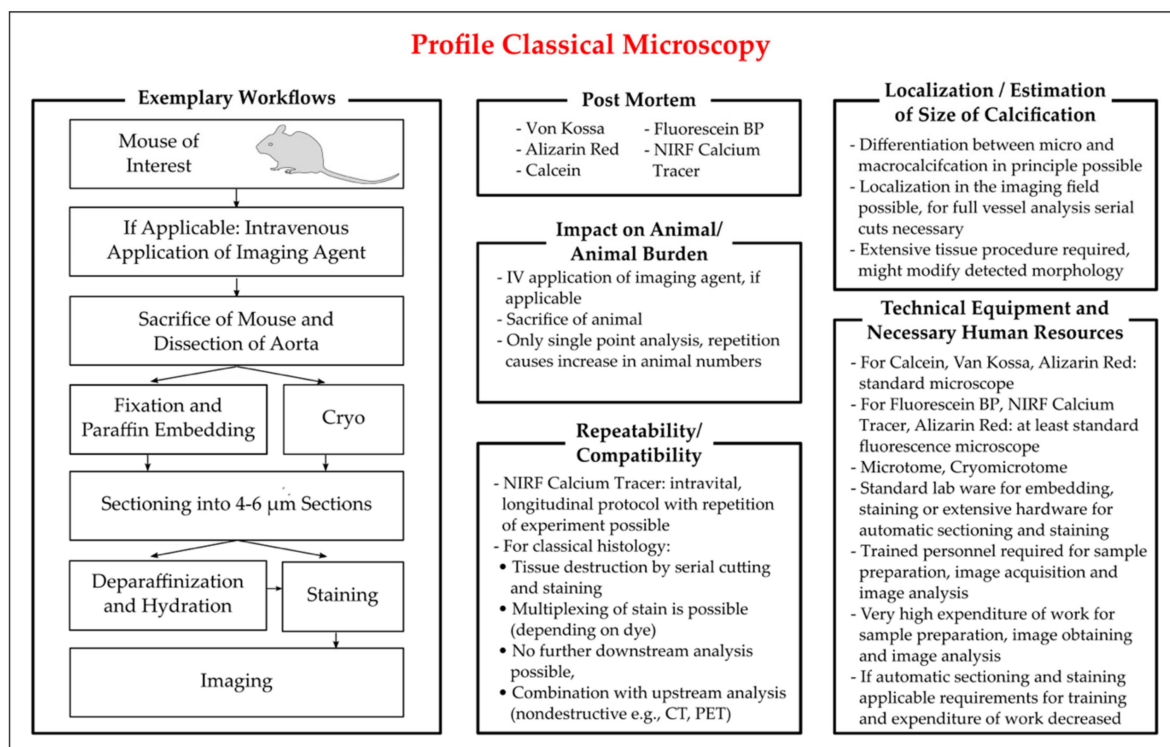 Profile Classical Microscopy
Exemplary Workflows
Mouse of
Interest
If Applicable: Intravenous
Application of Imaging Agent
Sacrifice of Mouse and
Dissection of Aorta
Fixation and
Paraffin Embedding
Cryo
Sectioning into 4-6 μm Sections
Deparaffinization
and Hydration
Staining
Imaging
Post Mortem
- Von Kossa
- Alizarin Red
- Calcein
- Fluorescein BP
- NIRF Calcium
Tracer
Impact on Animal/
Animal Burden
- IV application of imaging agent, if
applicable
- Sacrifice of animal
- Only single point analysis, repetition
causes increase in animal numbers
Repeatability/
Compatibility
- NIRF Calcium Tracer: intravital,
longitudinal protocol with repetition
of experiment possible
- For classical histology:
• Tissue destruction by serial cutting
and staining
• Multiplexing of stain is possible
(depending on dye)
• No further downstream analysis
possible,
• Combination with upstream analysis
(nondestructive e.g., CT, PET)
Localization / Estimation
of Size of Calcification
- Differentiation between micro and
macrocalcifcation in principle possible
- Localization in the imaging field
possible, for full vessel analysis serial
cuts necessary
- Extensive tissue procedure required,
might modify detected morphology
Technical Equipment and
Necessary Human Resources
- For Calcein, Van Kossa, Alizarin Red:
standard microscope
- For Fluorescein BP, NIRF Calcium
Tracer, Alizarin Red: at least standard
fluorescence microscope
- Microtome, Cryomicrotome
- Standard lab ware for embedding,
staining or extensive hardware for
automatic sectioning and staining
- Trained personnel required for sample
preparation, image acquisition and
image analysis
- Very high expenditure of work for
sample preparation, image obtaining
and image analysis
- If automatic sectioning and staining
applicable requirements for training
and expenditure of work decreased